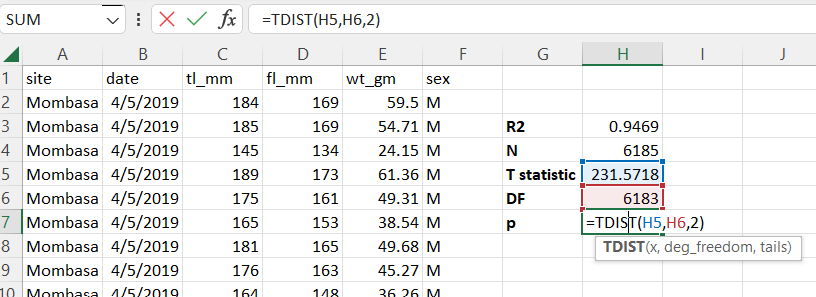 SUM fx =TDIST(H5,H6,2)
A B C D E F G H I J
1 site date tl_mm fl_mm wt_gm sex
2 Mombasa 4/5/2019 184 169 59.5 M
3 Mombasa 4/5/2019 185 169 54.71 M R2 0.9469
4 Mombasa 4/5/2019 145 134 24.15 M N 6185
5 Mombasa 4/5/2019 189 173 61.36 M T statistic 231.5718
6 Mombasa 4/5/2019 175 161 49.31 M DF 6183
7 Mombasa 4/5/2019 165 153 38.54 M p =TDIST(H5,H6,2)
8 Mombasa 4/5/2019 181 165 49.68 M TDIST(x, deg_freedom, tails)
9 Mombasa 4/5/2019 176 163 45.27 M
10 Mombasa 4/5/2019 164 148 36.26 M